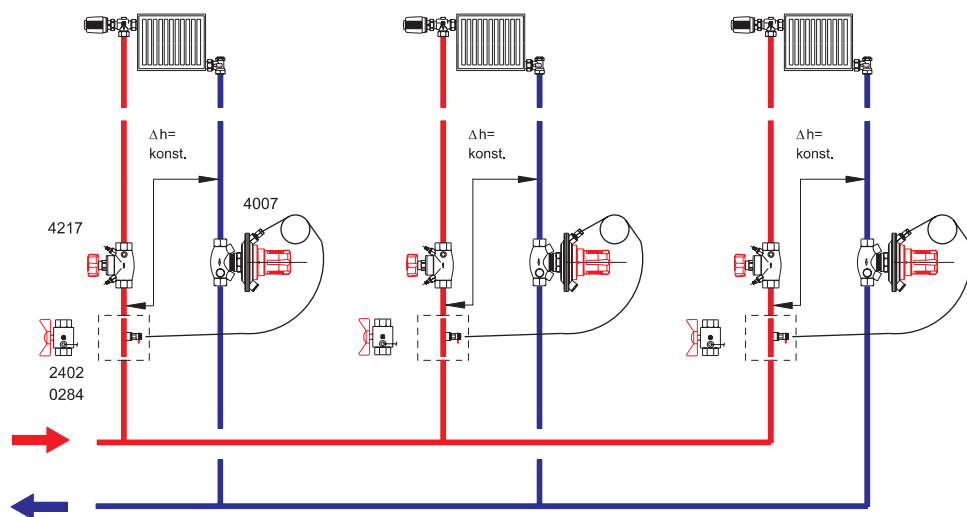 Δh=
konst.
Δh=
konst.
Δh=
konst.
4217
4007
2402
0284